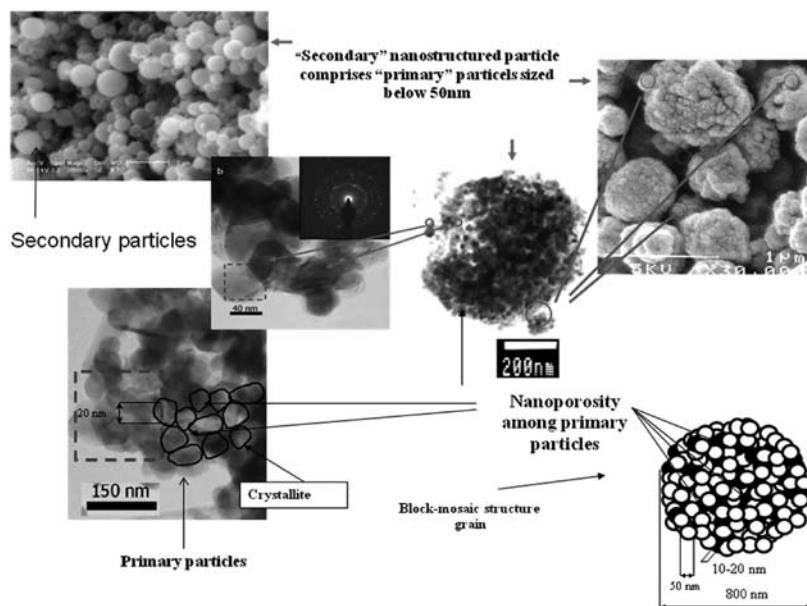 “Secondary” nanostructured particle
comprises “primary” particels sized
below 50nm
Secondary particles
b
40 nm
1μm
200nm
20 nm
150 nm
Crystallite
Primary particles
Nanoporosity
among primary
particles
Block-mosaic structure
grain
10-20 nm
50 nm
800 nm